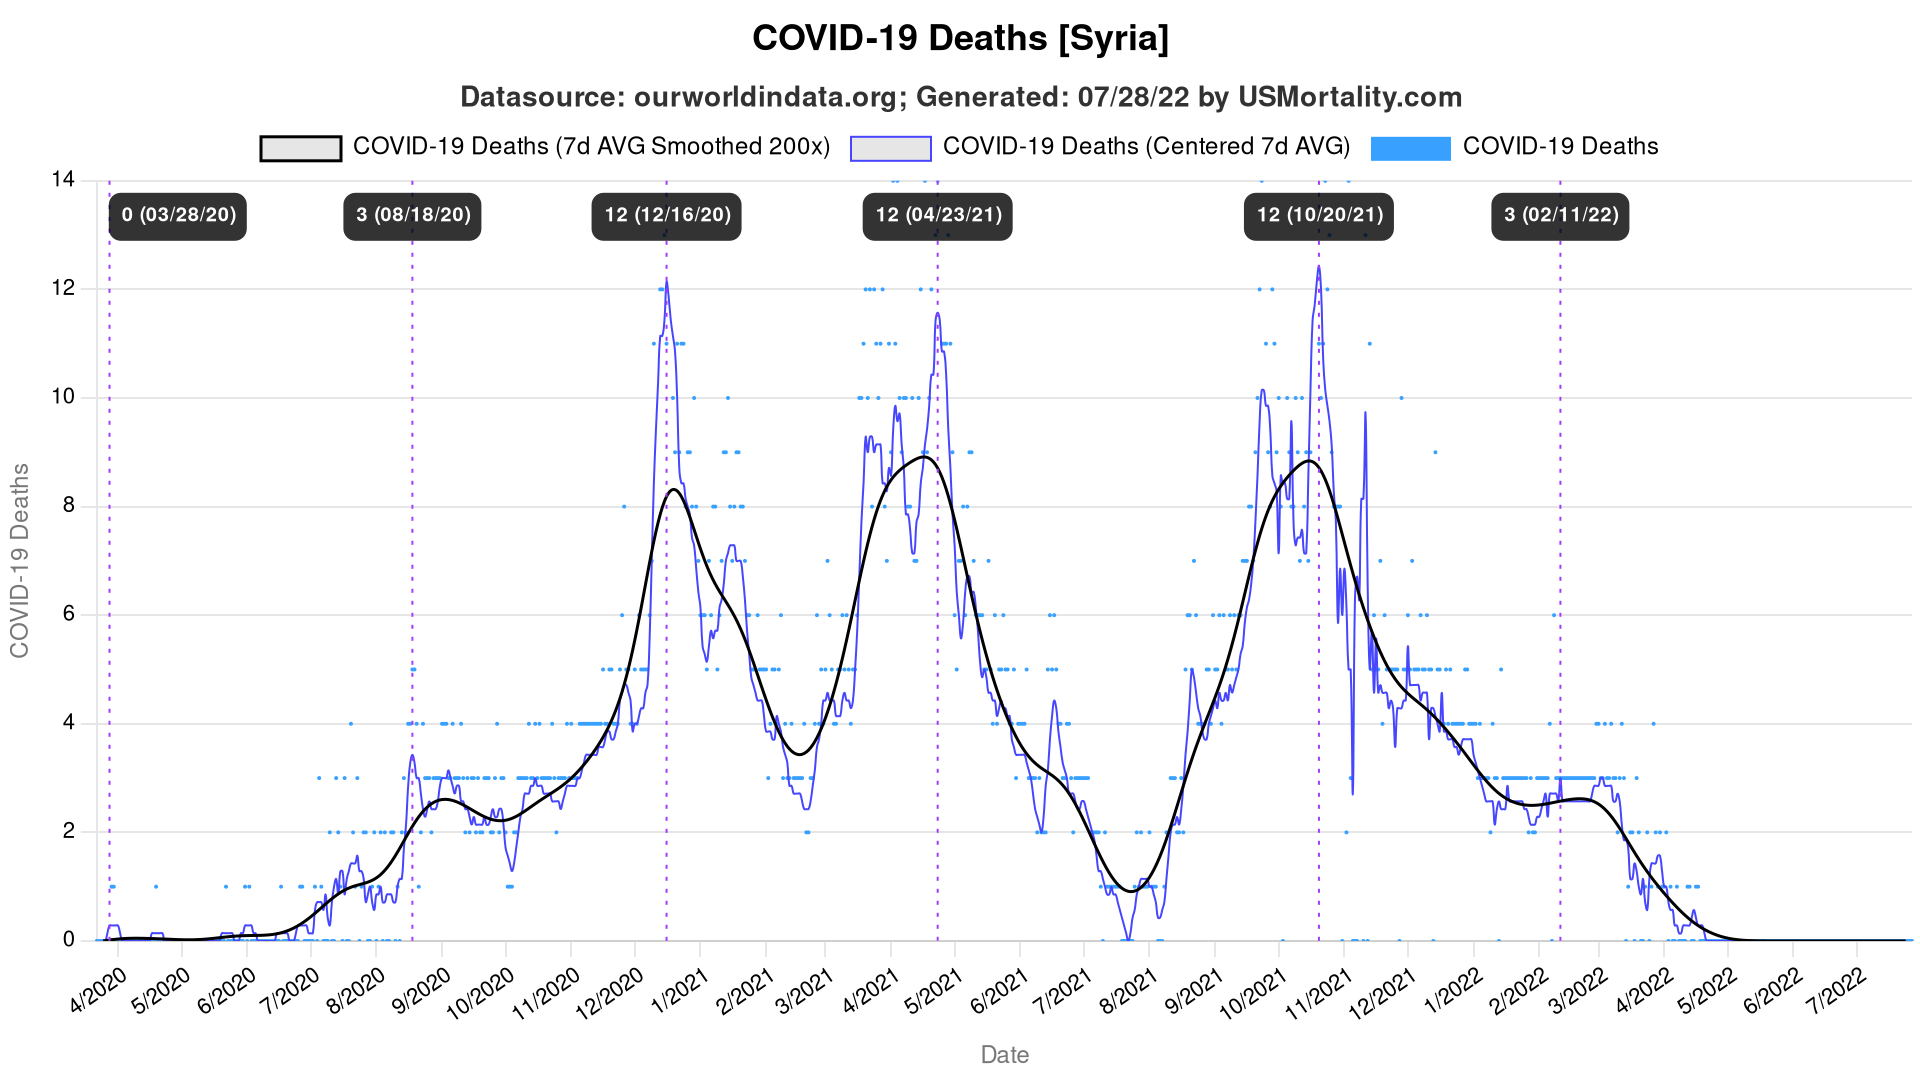 COVID-19 Deaths [Syria]
Datasource: ourworldindata.org; Generated: 07/28/22 by USMortality.com
COVID-19 Deaths (7d AVG Smoothed 200x) COVID-19 Deaths (Centered 7d AVG) COVID-19 Deaths
14
0 (03/28/20) 3 (08/18/20) 12 (12/16/20) 12 (04/23/21) 12 (10/20/21) 3 (02/11/22)
12
10
8
6
4
2
0
COVID-19 Deaths
4/2020 5/2020 6/2020 7/2020 8/2020 9/2020 10/2020 11/2020 12/2020 1/2021 2/2021 3/2021 4/2021 5/2021 6/2021 7/2021 8/2021 9/2021 10/2021 11/2021 12/2021 1/2022 2/2022 3/2022 4/2022 5/2022 6/2022 7/2022
Date